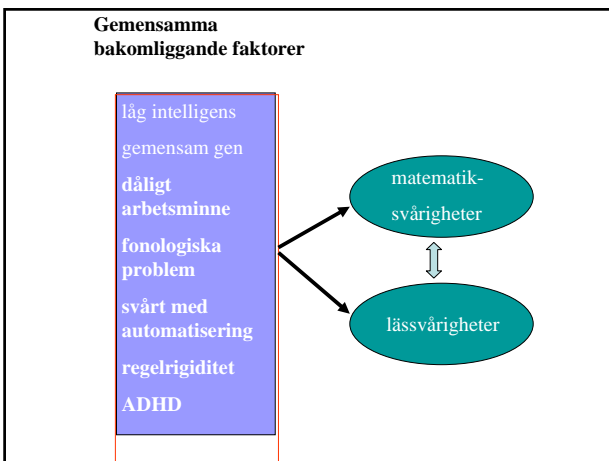 Gemensamma
bakomliggande faktorer
låg intelligens
gemensam gen
dåligt
arbetsminne
fonologiska
problem
svårt med
automatisering
regelrigiditet
ADHD
matematik-
svårigheter
lässvårigheter